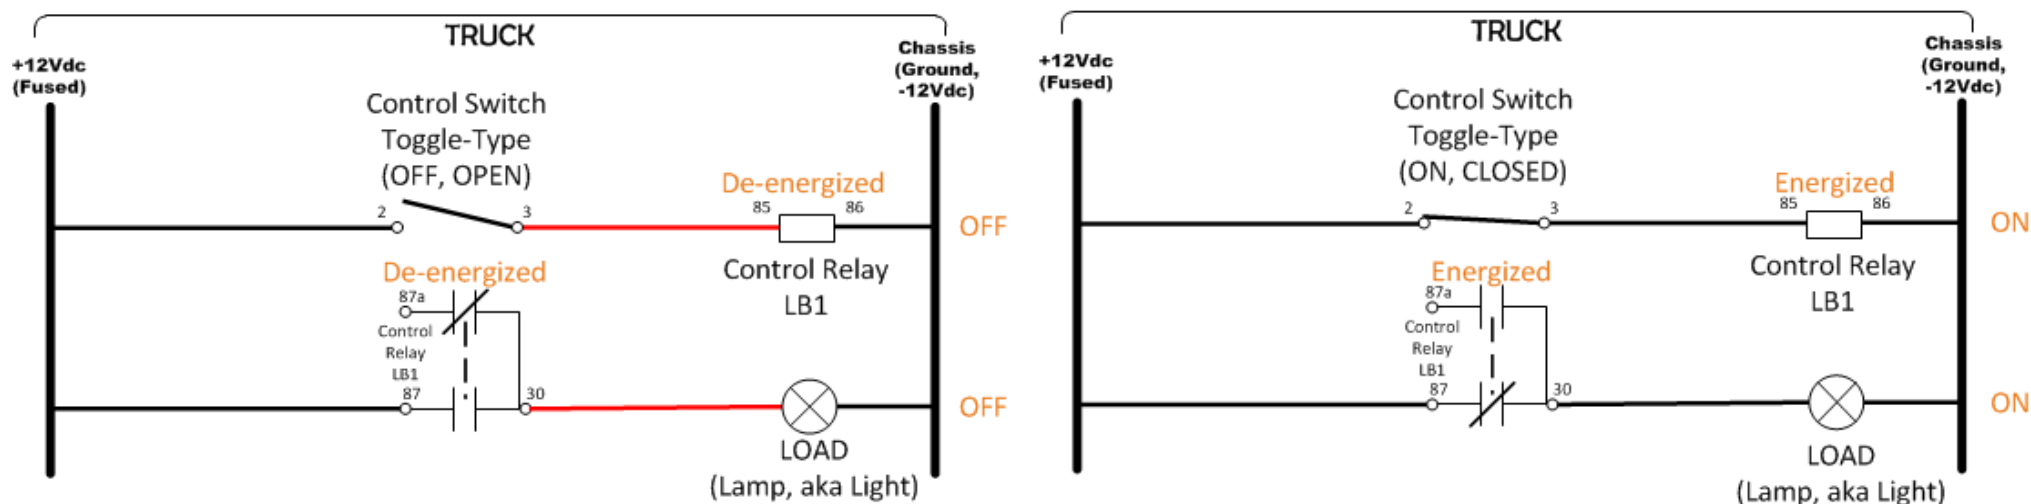 TRUCK
+12Vdc
(Fused)
Chassis
(Ground,
-12Vdc)
Control Switch
Toggle-Type
(OFF, OPEN)
De-energized
2
3
85
86
OFF
De-energized
Control Relay
LB1
87a
Control
Relay
LB1
87
30
OFF
LOAD
(Lamp, aka Light)
TRUCK
+12Vdc
(Fused)
Chassis
(Ground,
-12Vdc)
Control Switch
Toggle-Type
(ON, CLOSED)
Energized
2
3
85
86
ON
Energized
Control Relay
LB1
87a
Control
Relay
LB1
87
30
ON
LOAD
(Lamp, aka Light)